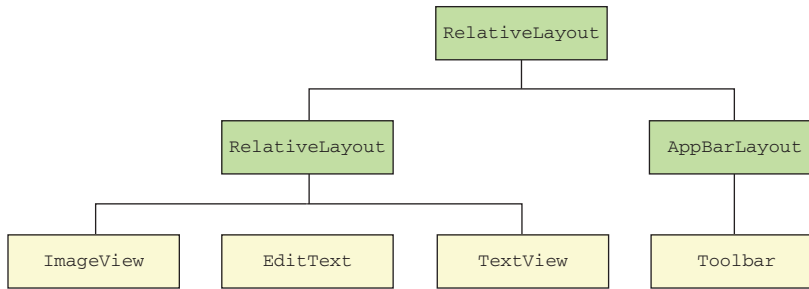 RelativeLayout
RelativeLayout
AppBarLayout
ImageView
EditText
TextView
Toolbar